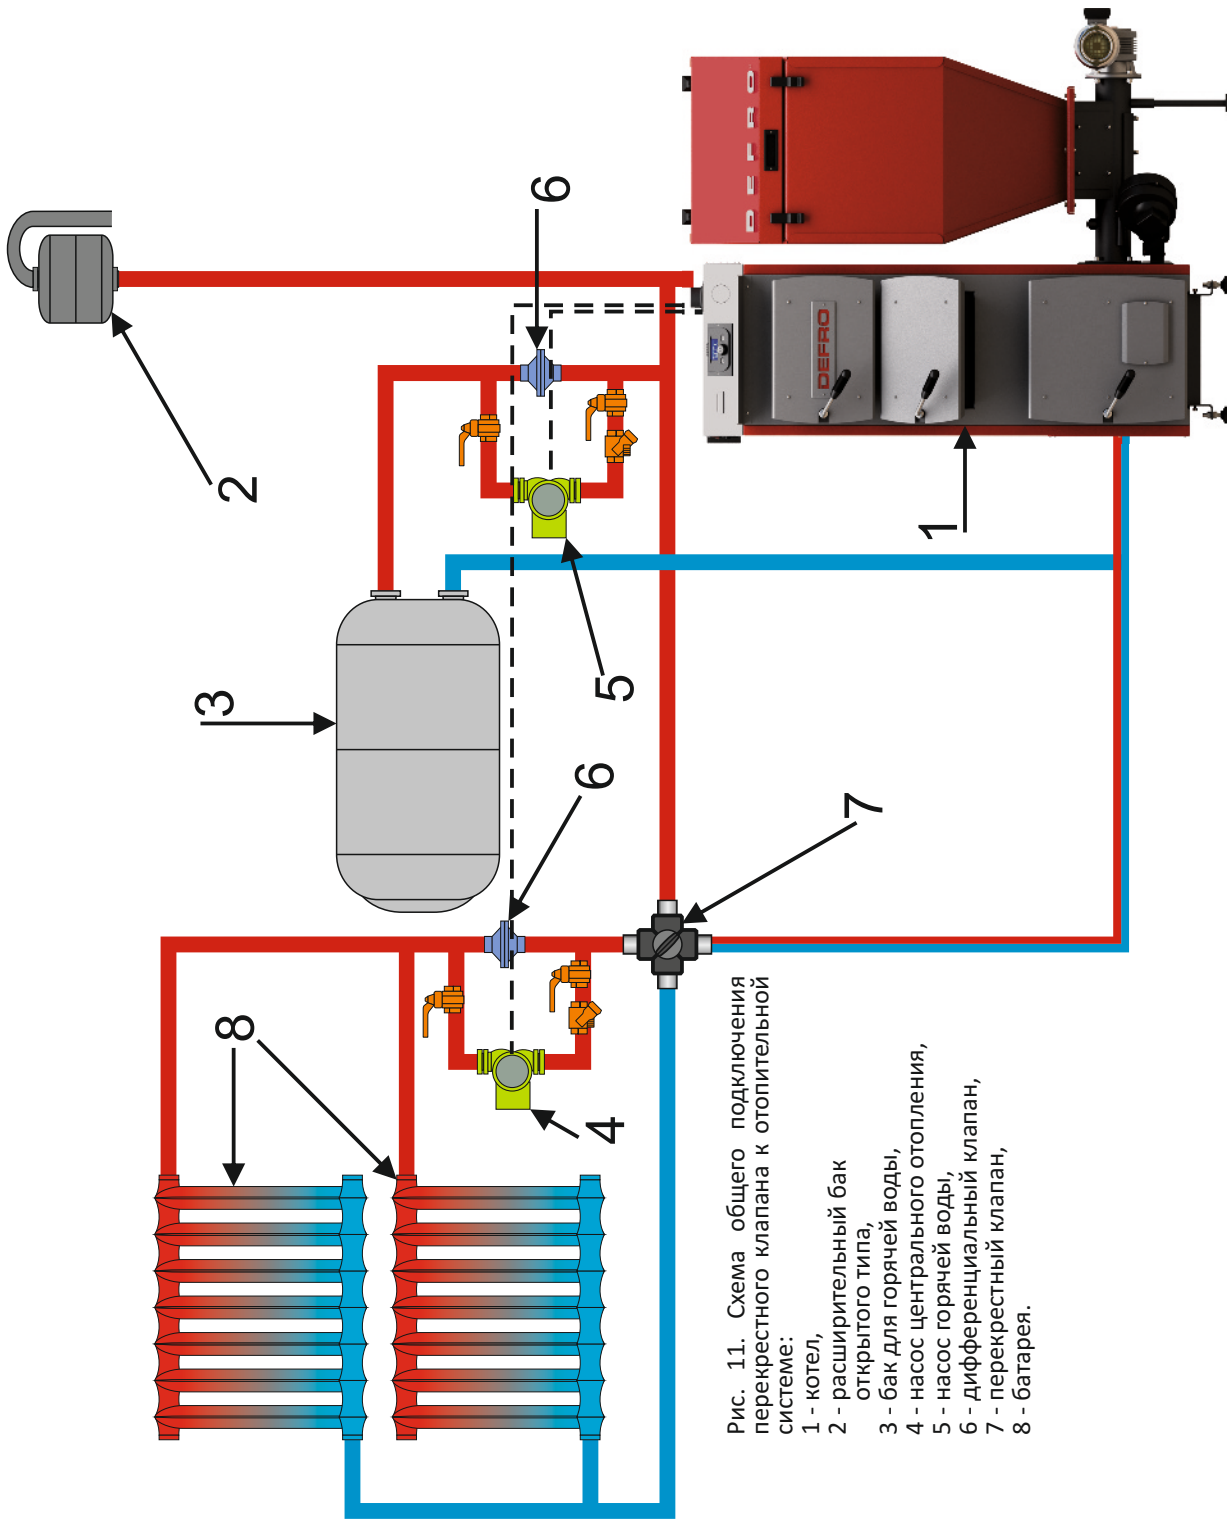 DEFRO
DEFRO
6
2
1
3
5
6
7
8
4
Рис. 11. Схема общего подключения
перекрестного клапана к отопительной
системе:
1 - котел,
2 - расширительный бак
открытого типа,
3 - бак для горячей воды,
4 - насос центрального отопления,
5 - насос горячей воды,
6 - дифференциальный клапан,
7 - перекрестный клапан,
8 - батарея.